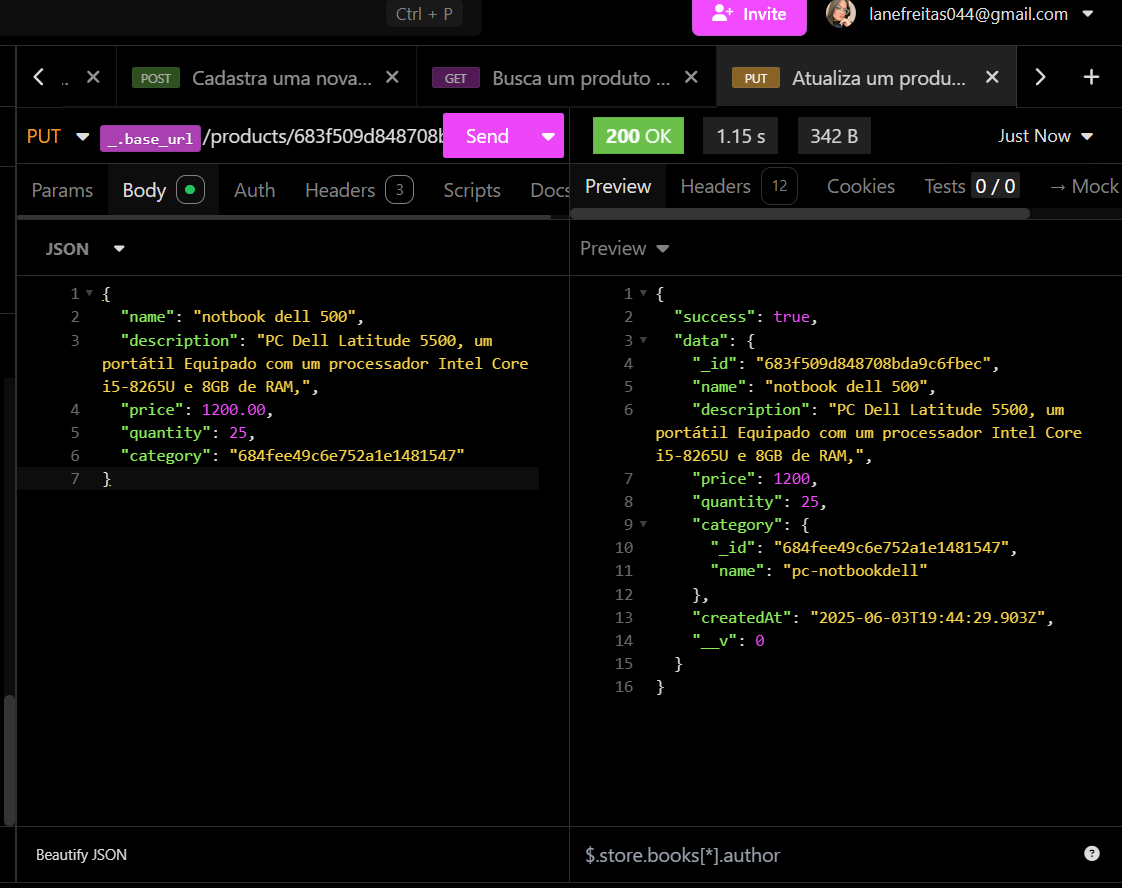 Ctrl + P
Invite
lanefreitas044@gmail.com
..
POST Cadastra uma nova...
GET Busca um produto ...
PUT Atualiza um produ...
PUT _.base_url /products/683f509d848708b
Send
200 OK
1.15 s
342 B
Just Now
Params Body Auth Headers 3 Scripts Docs
Preview Headers 12 Cookies Tests 0 / 0 → Mock
JSON
1 {
2 "name": "notbook dell 500",
3 "description": "PC Dell Latitude 5500, um
portátil Equipado com um processador Intel Core
i5-8265U e 8GB de RAM,",
4 "price": 1200.00,
5 "quantity": 25,
6 "category": "684fee49c6e752a1e1481547"
7 }
Beautify JSON
Preview
1 {
2 "success": true,
3 "data": {
4 "_id": "683f509d848708bda9c6fbec",
5 "name": "notbook dell 500",
6 "description": "PC Dell Latitude 5500, um
portátil Equipado com um processador Intel Core
i5-8265U e 8GB de RAM,",
7 "price": 1200,
8 "quantity": 25,
9 "category": {
10 "_id": "684fee49c6e752a1e1481547",
11 "name": "pc-notbookdell"
12 },
13 "createdAt": "2025-06-03T19:44:29.903Z",
14 "__v": 0
15 }
16 }
$.store.books[*].author
?